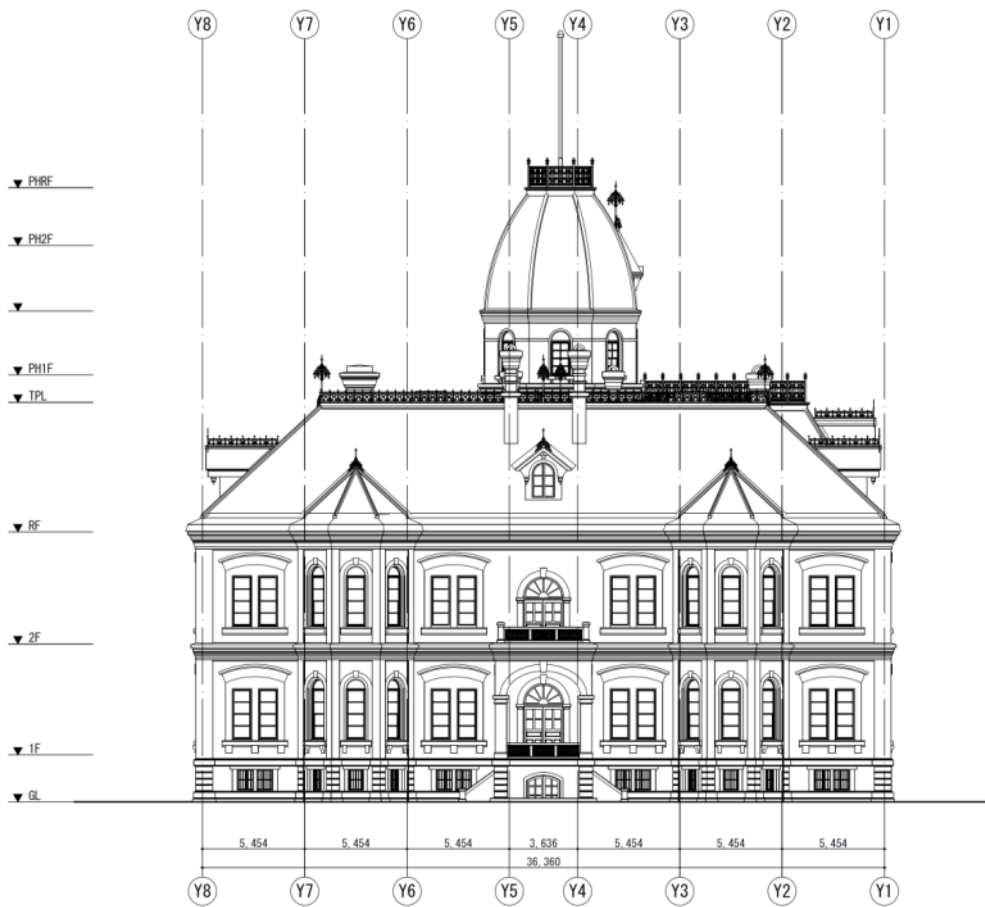 Y8 Y7 Y6 Y5 Y4 Y3 Y2 Y1
PHRF
PH2F
PH1F
TPL
RF
2F
1F
GL
5,454 5,454 5,454 3,636 5,454 5,454 5,454
36,360
Y8 Y7 Y6 Y5 Y4 Y3 Y2 Y1